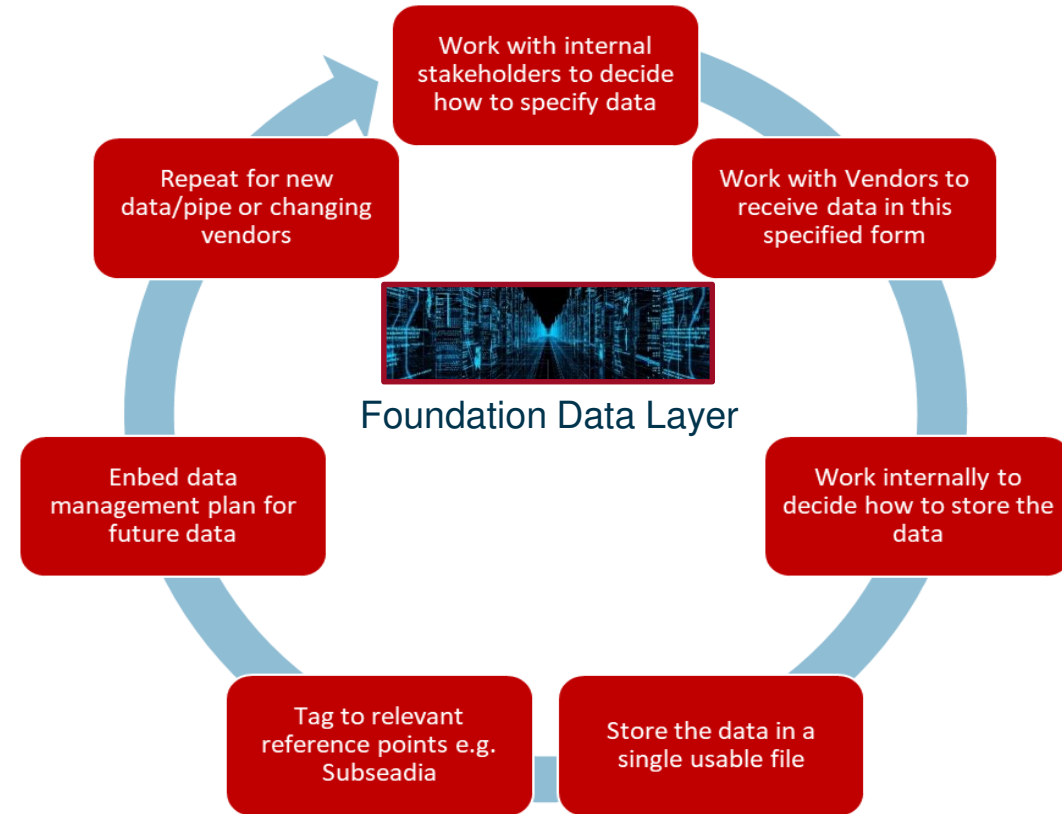 Work with internal
stakeholders to decide
how to specify data
Work with Vendors to
receive data in this
specified form
Work internally to
decide how to store the
data
Store the data in a
single usable file
Tag to relevant
reference points e.g.
Subseadia
Enbed data
management plan for
future data
Repeat for new
data/pipe or changing
vendors
Foundation Data Layer